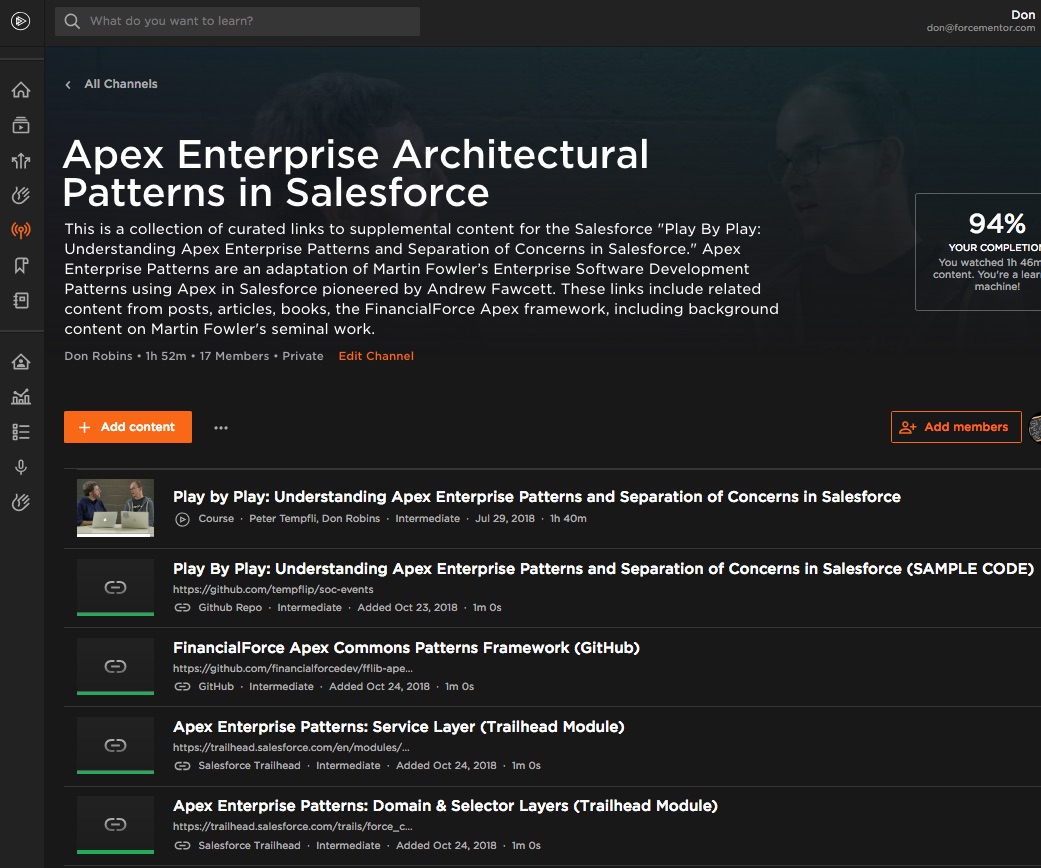 What do you want to learn?
Don
don@forcementor.com
All Channels
Apex Enterprise Architectural
Patterns in Salesforce
This is a collection of curated links to supplemental content for the Salesforce "Play By Play:
Understanding Apex Enterprise Patterns and Separation of Concerns in Salesforce." Apex
Enterprise Patterns are an adaptation of Martin Fowler's Enterprise Software Development
Patterns using Apex in Salesforce pioneered by Andrew Fawcett. These links include related
content from posts, articles, books, the FinancialForce Apex framework, including background
content on Martin Fowler's seminal work.
Don Robins • 1h 52m • 17 Members • Private Edit Channel
94%
YOUR COMPLETION
You watched 1h 46m
content. You're a lear
machine!
+ Add content
...
Add members
Play by Play: Understanding Apex Enterprise Patterns and Separation of Concerns in Salesforce
Course · Peter Tempfli, Don Robins · Intermediate · Jul 29, 2018 · 1h 40m
Play By Play: Understanding Apex Enterprise Patterns and Separation of Concerns in Salesforce (SAMPLE CODE)
https://github.com/tempflip/soc-events
Github Repo · Intermediate · Added Oct 23, 2018 · 1m 0s
FinancialForce Apex Commons Patterns Framework (GitHub)
https://github.com/financialforcedev/fflib-ape...
GitHub · Intermediate · Added Oct 24, 2018 · 1m 0s
Apex Enterprise Patterns: Service Layer (Trailhead Module)
https://trailhead.salesforce.com/en/modules/...
Salesforce Trailhead · Intermediate · Added Oct 24, 2018 · 1m 0s
Apex Enterprise Patterns: Domain & Selector Layers (Trailhead Module)
https://trailhead.salesforce.com/trails/force_c...
Salesforce Trailhead · Intermediate · Added Oct 24, 2018 · 1m 0s